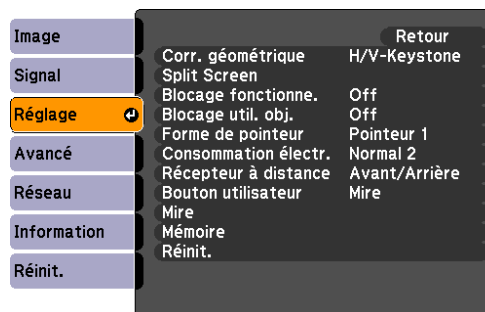 Image
Signal
Réglage
Avancé
Réseau
Information
Réinit.
Retour
Corr. géométrique H/V-Keystone
Split Screen
Blocage fonctionne. Off
Blocage util. obj. Off
Forme de pointeur Pointeur 1
Consommation électr. Normal 2
Récepteur à distance Avant/Arrière
Bouton utilisateur Mire
Mire
Mémoire
Réinit.